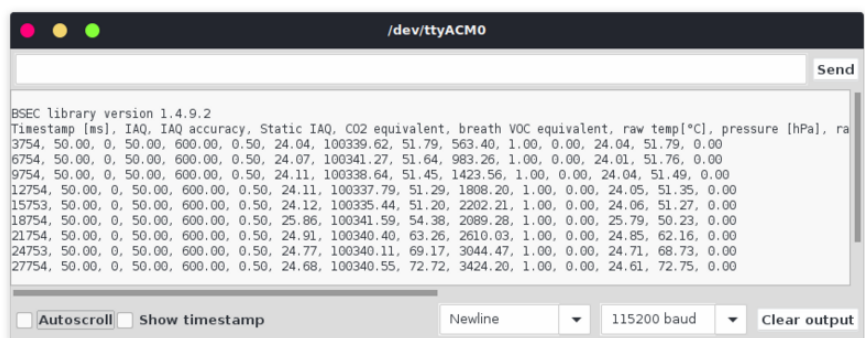 /dev/ttyACM0
Send
BSEC library version 1.4.9.2
Timestamp [ms], IAQ, IAQ accuracy, Static IAQ, CO2 equivalent, breath VOC equivalent, raw temp[°C], pressure [hPa], ra
3754, 50.00, 0, 50.00, 600.00, 0.50, 24.04, 100339.62, 51.79, 563.40, 1.00, 0.00, 24.04, 51.79, 0.00
6754, 50.00, 0, 50.00, 600.00, 0.50, 24.07, 100341.27, 51.64, 983.26, 1.00, 0.00, 24.01, 51.76, 0.00
9754, 50.00, 0, 50.00, 600.00, 0.50, 24.11, 100338.64, 51.45, 1423.56, 1.00, 0.00, 24.04, 51.49, 0.00
12754, 50.00, 0, 50.00, 600.00, 0.50, 24.11, 100337.79, 51.29, 1808.20, 1.00, 0.00, 24.05, 51.35, 0.00
15753, 50.00, 0, 50.00, 600.00, 0.50, 24.12, 100335.44, 51.20, 2202.21, 1.00, 0.00, 24.06, 51.27, 0.00
18754, 50.00, 0, 50.00, 600.00, 0.50, 25.86, 100341.59, 54.38, 2089.28, 1.00, 0.00, 25.79, 50.23, 0.00
21754, 50.00, 0, 50.00, 600.00, 0.50, 24.91, 100340.40, 63.26, 2610.03, 1.00, 0.00, 24.85, 62.16, 0.00
24753, 50.00, 0, 50.00, 600.00, 0.50, 24.77, 100340.11, 69.17, 3044.47, 1.00, 0.00, 24.71, 68.73, 0.00
27754, 50.00, 0, 50.00, 600.00, 0.50, 24.68, 100340.55, 72.72, 3424.20, 1.00, 0.00, 24.61, 72.75, 0.00
Autoscroll Show timestamp Newline 115200 baud Clear output